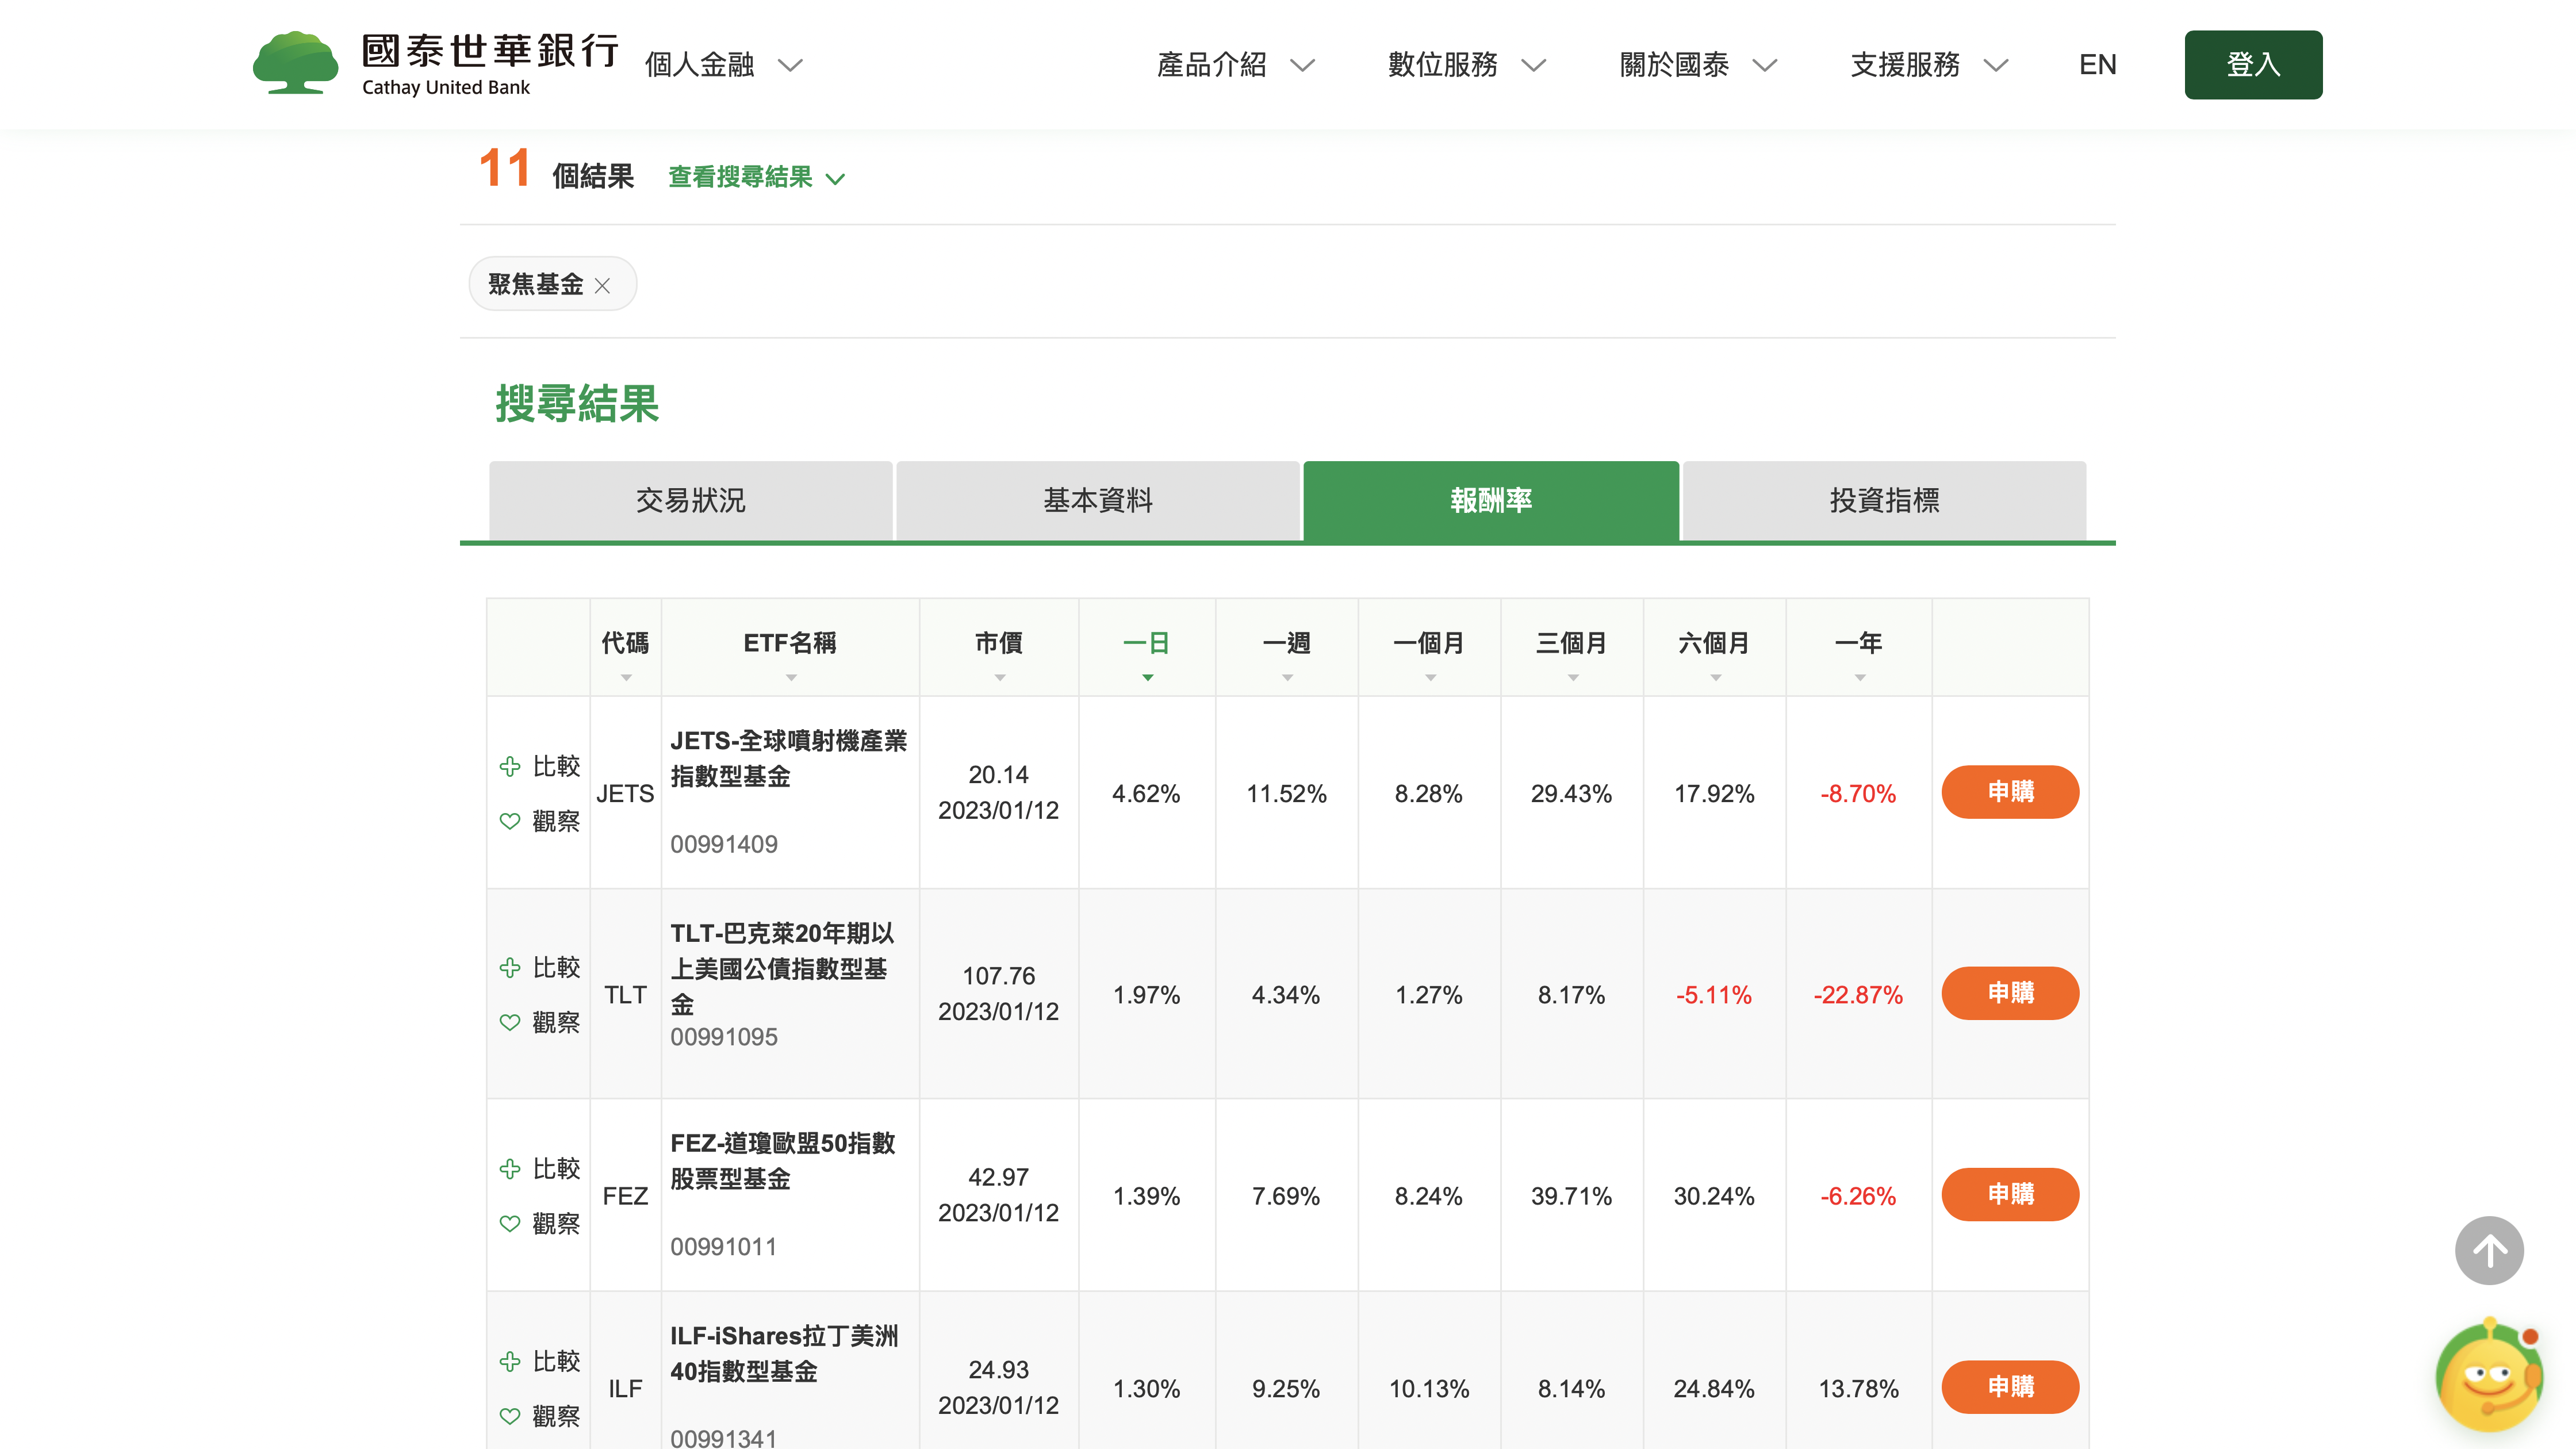 國泰世華銀行
Cathay United Bank
個人金融
產品介紹
數位服務
關於國泰
支援服務
EN
登入
11 個結果 查看搜尋結果
聚焦基金
搜尋結果
交易狀況
基本資料
報酬率
投資指標
代碼 ETF名稱 市價 一日 一週 一個月 三個月 六個月 一年
比較
觀察
JETS
JETS-全球噴射機產業
指數型基金
00991409
20.14
2023/01/12
4.62% 11.52% 8.28% 29.43% 17.92% -8.70%
申購
比較
觀察
TLT
TLT-巴克萊20年期以
上美國公債指數型基
金
00991095
107.76
2023/01/12
1.97% 4.34% 1.27% 8.17% -5.11% -22.87%
申購
比較
觀察
FEZ
FEZ-道瓊歐盟50指數
股票型基金
00991011
42.97
2023/01/12
1.39% 7.69% 8.24% 39.71% 30.24% -6.26%
申購
比較
觀察
ILF
ILF-iShares拉丁美洲
40指數型基金
00991341
24.93
2023/01/12
1.30% 9.25% 10.13% 8.14% 24.84% 13.78%
申購